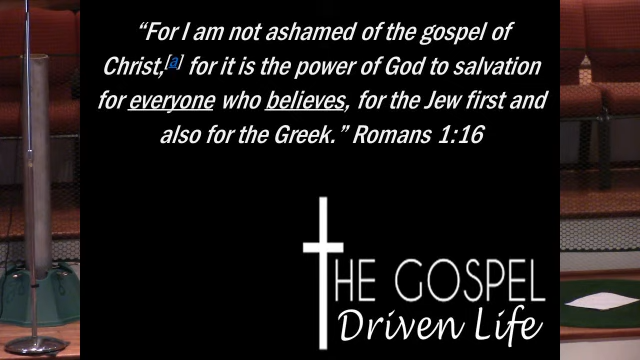 “For I am not ashamed of the gospel of
Christ,[a] for it is the power of God to salvation
for everyone who believes, for the Jew first and
also for the Greek.” Romans 1:16
THE GOSPEL
Driven Life